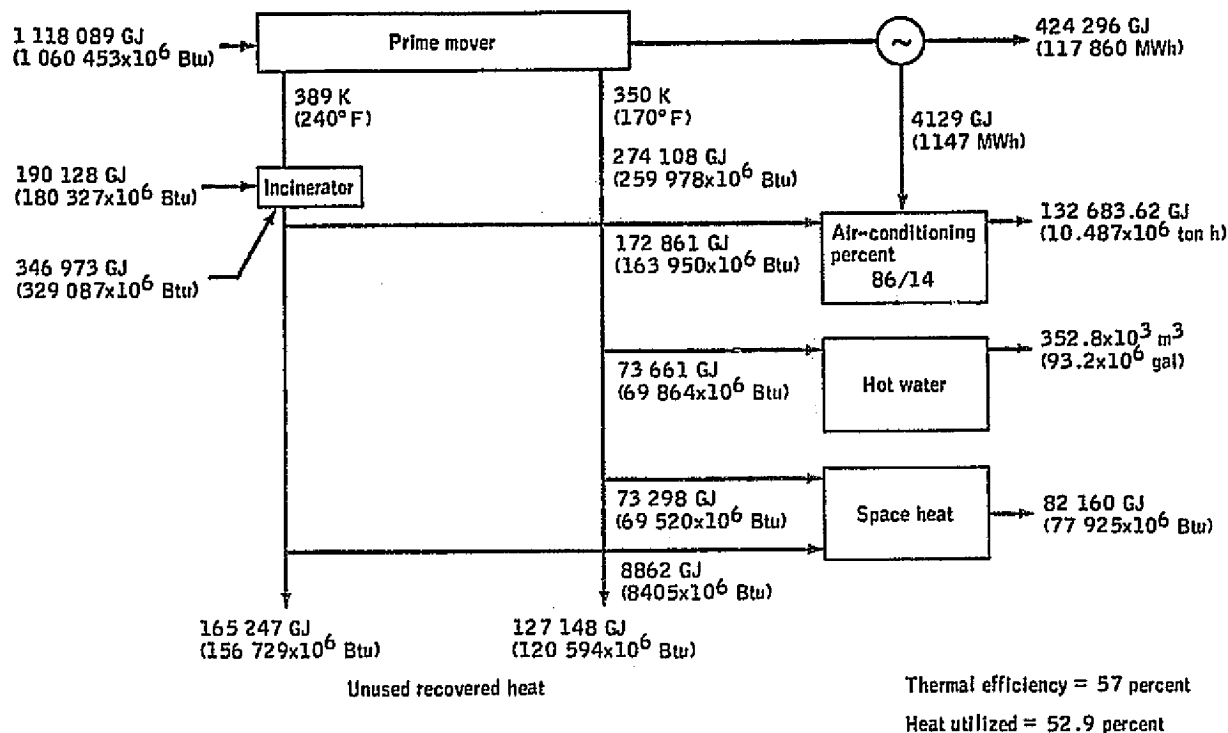 1 118 089 GJ
(1 060 453x10⁶ Btu)
Prime mover
~
424 296 GJ
(117 860 MWh)
389 K
(240° F)
350 K
(170° F)
4129 GJ
(1147 MWh)
274 108 GJ
(259 978x10⁶ Btu)
190 128 GJ
(180 327x10⁶ Btu)
Incinerator
346 973 GJ
(329 087x10⁶ Btu)
172 861 GJ
(163 950x10⁶ Btu)
Air-conditioning
percent
86/14
132 683.62 GJ
(10.487x10⁶ ton h)
73 661 GJ
(69 864x10⁶ Btu)
Hot water
352.8x10³ m³
(93.2x10⁶ gal)
73 298 GJ
(69 520x10⁶ Btu)
Space heat
82 160 GJ
(77 925x10⁶ Btu)
8862 GJ
(8405x10⁶ Btu)
165 247 GJ
(156 729x10⁶ Btu)
127 148 GJ
(120 594x10⁶ Btu)
Unused recovered heat
Thermal efficiency = 57 percent
Heat utilized = 52.9 percent